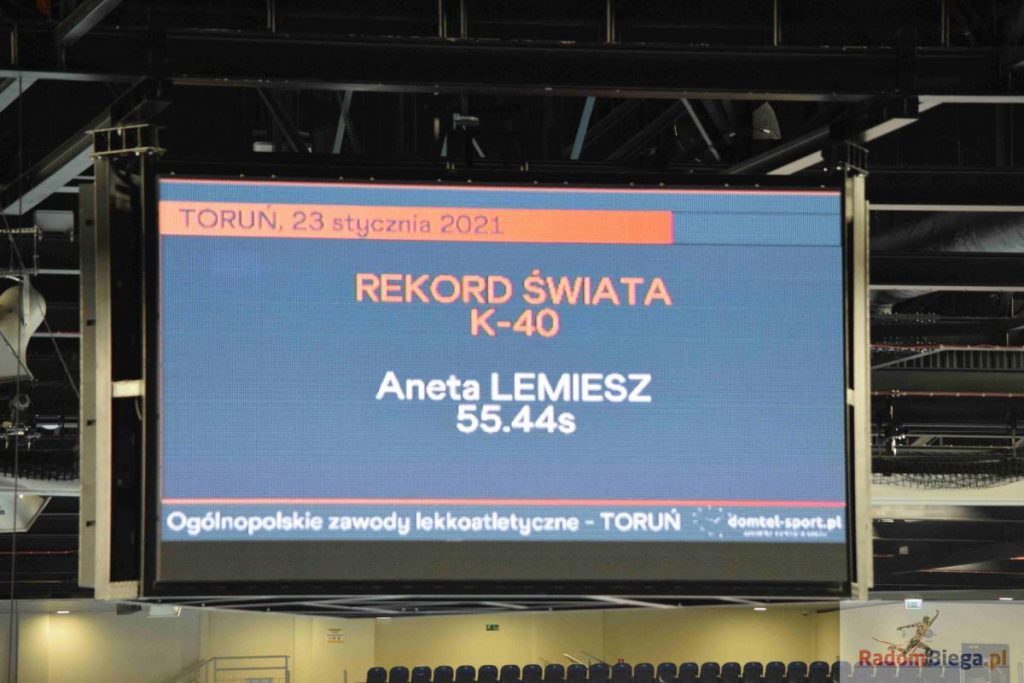 TORUŃ, 23 stycznia 2021
REKORD ŚWIATA
K-40
Aneta LEMIESZ
55.44s
Ogólnopolskie zawody lekkoatletyczne - TORUŃ
domtel-sport.pl
RadomBiega.pl